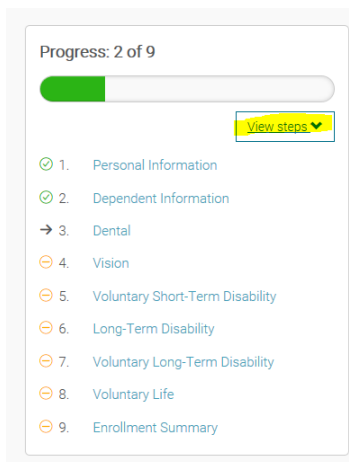 Progress: 2 of 9
View steps
1. Personal Information
2. Dependent Information
3. Dental
4. Vision
5. Voluntary Short-Term Disability
6. Long-Term Disability
7. Voluntary Long-Term Disability
8. Voluntary Life
9. Enrollment Summary